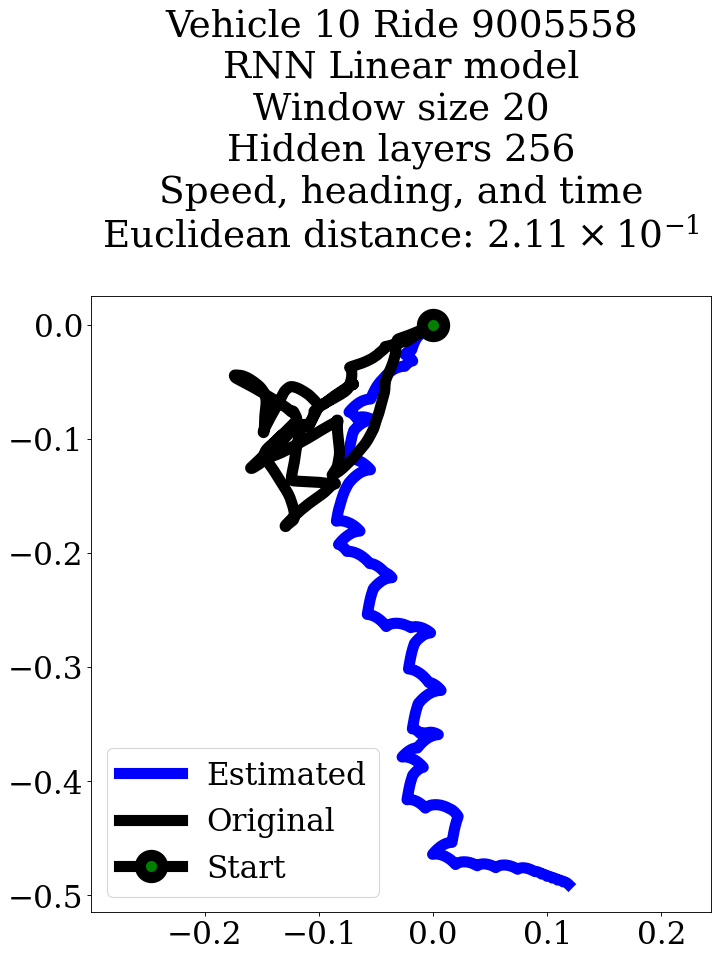 Vehicle 10 Ride 9005558
RNN Linear model
Window size 20
Hidden layers 256
Speed, heading, and time
Euclidean distance: 2.11 × 10⁻¹
0.0
−0.1
−0.2
−0.3
−0.4
−0.5
Estimated
Original
Start
−0.2 −0.1 0.0 0.1 0.2